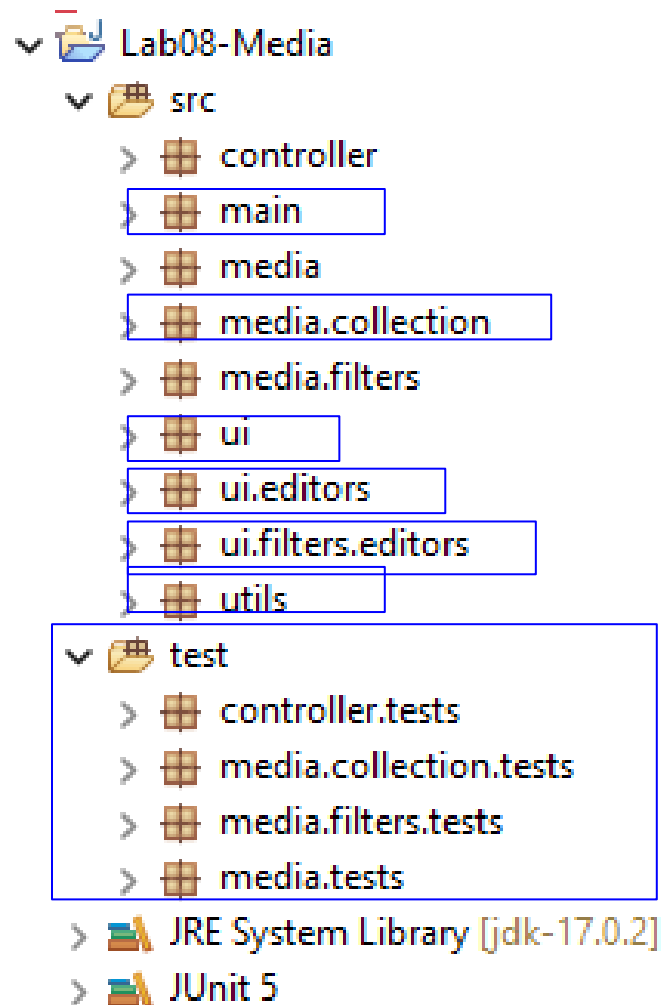 Lab08-Media
src
controller
main
media
media.collection
media.filters
ui
ui.editors
ui.filters.editors
utils
test
controller.tests
media.collection.tests
media.filters.tests
media.tests
JRE System Library [jdk-17.0.2]
JUnit 5